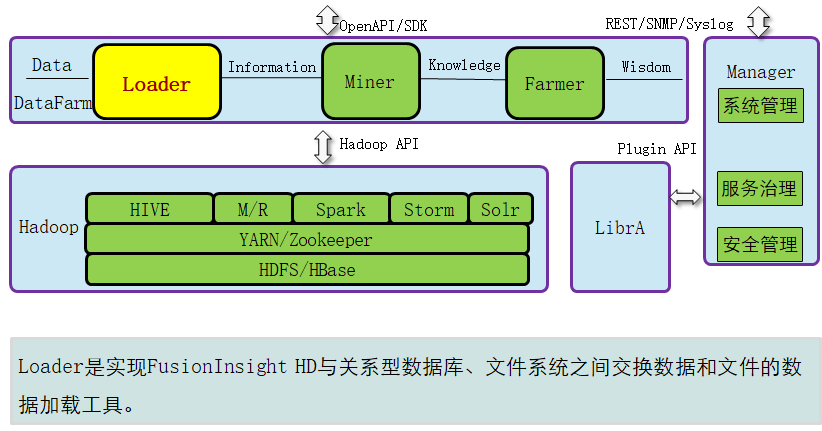 OpenAPI/SDK
REST/SNMP/Syslog
Data
DataFarm
Loader
Information
Miner
Knowledge
Farmer
Wisdom
Manager
系统管理
服务治理
安全管理
Hadoop API
Plugin API
Hadoop
HIVE
M/R
Spark
Storm
Solr
YARN/Zookeeper
HDFS/HBase
LibrA
Loader是实现FusionInsight HD与关系型数据库、文件系统之间交换数据和文件的数
据加载工具。